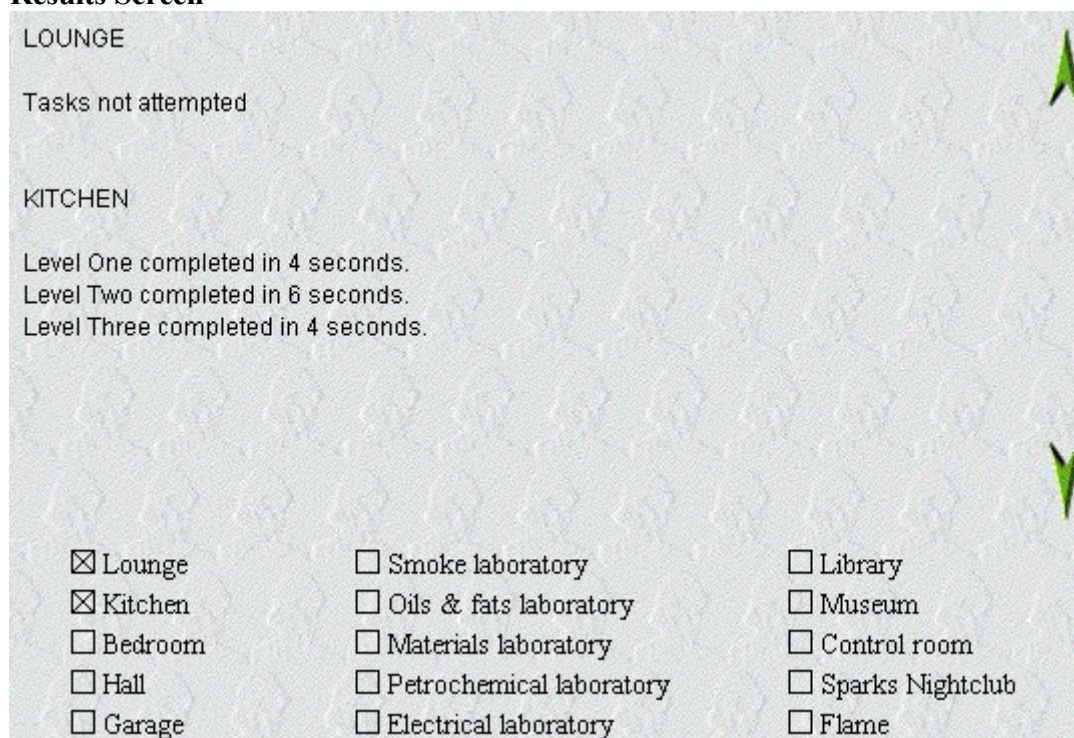 Results Screen
LOUNGE
Tasks not attempted
KITCHEN
Level One completed in 4 seconds.
Level Two completed in 6 seconds.
Level Three completed in 4 seconds.
Lounge Smoke laboratory Library
Kitchen Oils & fats laboratory Museum
Bedroom Materials laboratory Control room
Hall Petrochemical laboratory Sparks Nightclub
Garage Electrical laboratory Flame